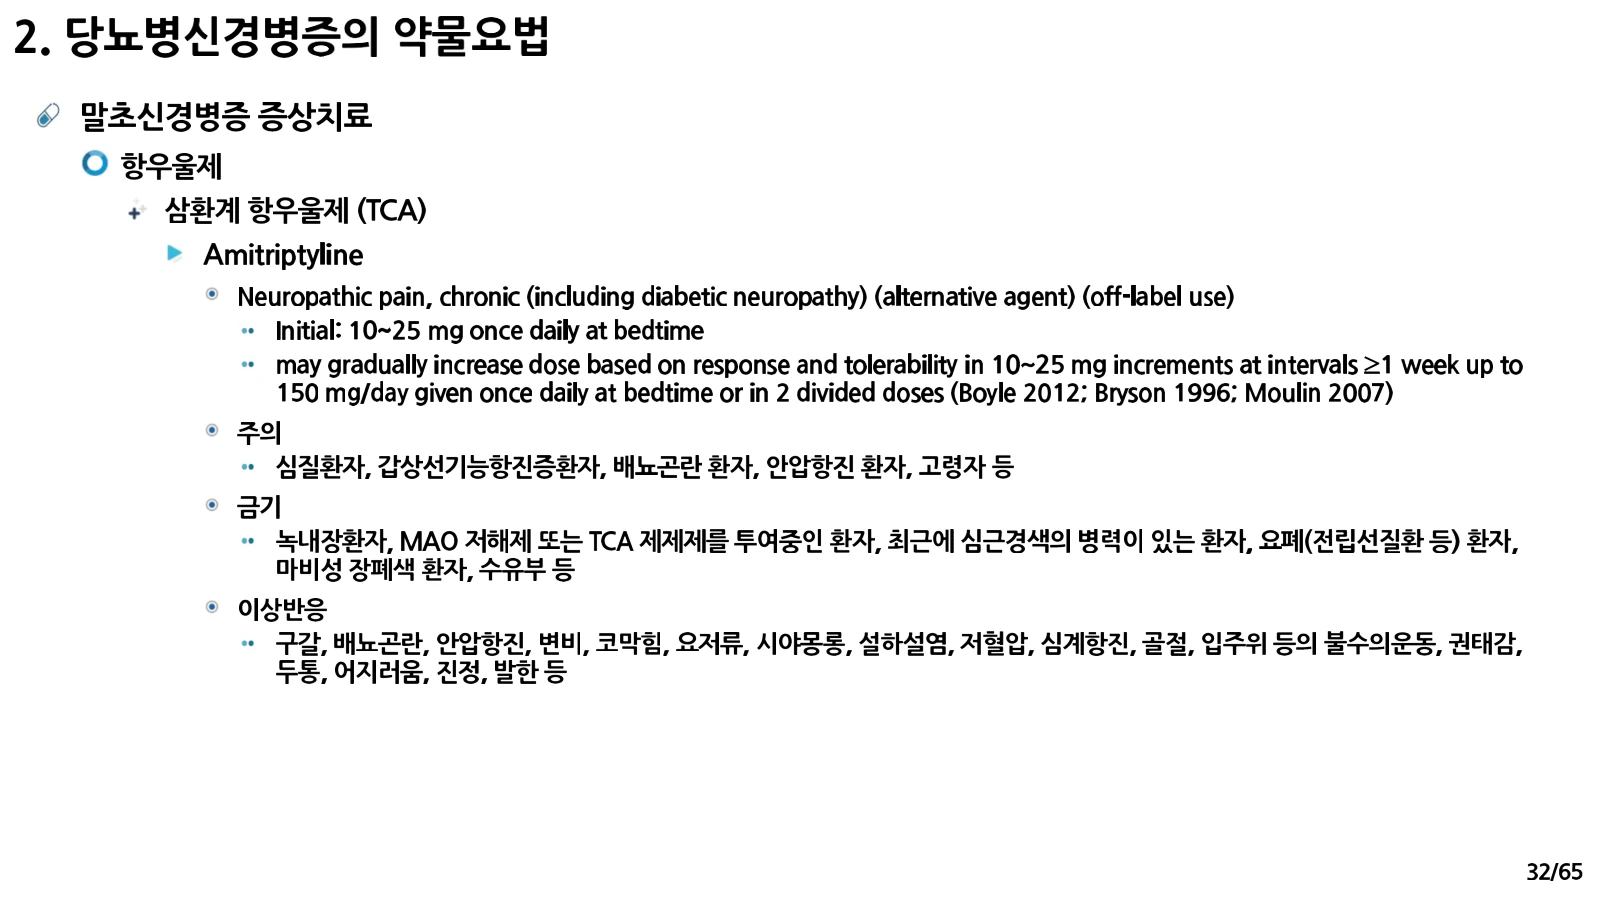 2. 당뇨병신경병증의 약물요법
말초신경병증 증상치료
항우울제
삼환계 항우울제 (TCA)
Amitriptyline
Neuropathic pain, chronic (including diabetic neuropathy) (alternative agent) (off-label use)
Initial: 10~25 mg once daily at bedtime
may gradually increase dose based on response and tolerability in 10~25 mg increments at intervals ≥1 week up to
150 mg/day given once daily at bedtime or in 2 divided doses (Boyle 2012; Bryson 1996; Moulin 2007)
주의
심질환자, 갑상선기능항진증환자, 배뇨곤란 환자, 안압항진 환자, 고령자 등
금기
녹내장환자, MAO 저해제 또는 TCA 제제제를 투여중인 환자, 최근에 심근경색의 병력이 있는 환자, 요폐(전립선질환 등) 환자,
마비성 장폐색 환자, 수유부 등
이상반응
구갈, 배뇨곤란, 안압항진, 변비, 코막힘, 요저류, 시야몽롱, 설하설염, 저혈압, 심계항진, 골절, 입주위 등의 불수의운동, 권태감,
두통, 어지러움, 진정, 발한 등
32/65